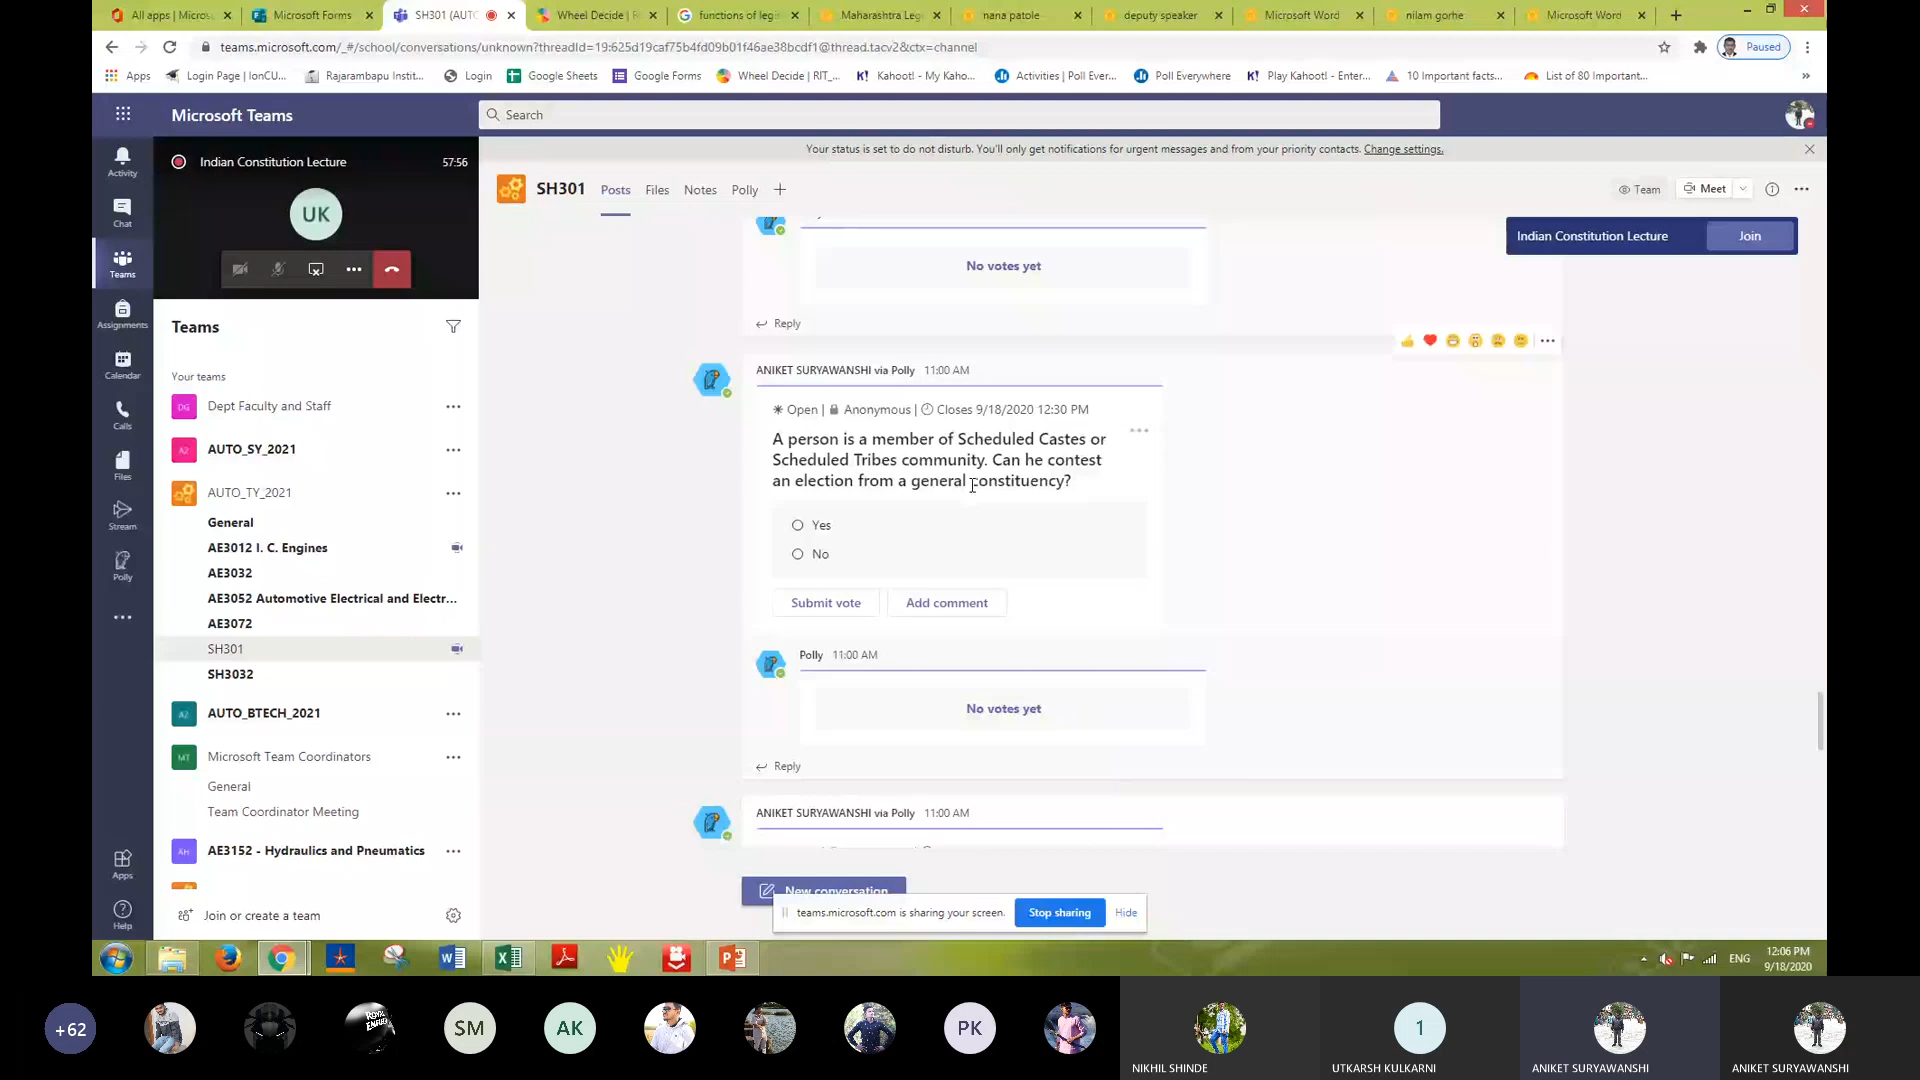 All apps | Micros
Microsoft Forms
SH301 (AUT
Wheel Decide | R
functions of legi
Maharashtra Leg
nana patole
deputy speaker
Microsoft Word
nilam gorhe
Microsoft Word
teams.microsoft.com/_#/school/conversations/unknown?threadId=19:625d19caf75b4fd09b01f46ae38bcdf1@thread.tacv2&ctx=channel
Paused
Apps
Login Page | IonCU...
Rajarambapu Instit...
Login
Google Sheets
Google Forms
Wheel Decide | RIT_...
Kahoot! - My Kaho...
Activities | Poll Ever...
Poll Everywhere
Play Kahoot! - Enter...
10 Important facts...
List of 80 Important...
Microsoft Teams
Search
Your status is set to do not disturb. You'll only get notifications for urgent messages and from your priority contacts. Change settings.
Activity
Chat
Teams
Assignments
Calendar
Calls
Files
Stream
Polly
Apps
Help
Indian Constitution Lecture
57:56
UK
Teams
Your teams
DG
Dept Faculty and Staff
A2
AUTO_SY_2021
AUTO_TY_2021
General
AE3012 I. C. Engines
AE3032
AE3052 Automotive Electrical and Electr...
AE3072
SH301
SH3032
A2
AUTO_BTECH_2021
MT
Microsoft Team Coordinators
General
Team Coordinator Meeting
AH
AE3152 - Hydraulics and Pneumatics
Join or create a team
SH301
Posts
Files
Notes
Polly
Team
Meet
Indian Constitution Lecture
Join
No votes yet
Reply
ANIKET SURYAWANSHI via Polly 11:00 AM
Open | Anonymous | Closes 9/18/2020 12:30 PM
A person is a member of Scheduled Castes or
Scheduled Tribes community. Can he contest
an election from a general constituency?
Yes
No
Submit vote
Add comment
Polly 11:00 AM
No votes yet
Reply
ANIKET SURYAWANSHI via Polly 11:00 AM
New conversation
teams.microsoft.com is sharing your screen.
Stop sharing
Hide
ENG
12:06 PM
9/18/2020
+62
ROYAL
ENFIELD
SM
AK
PK
1
NIKHIL SHINDE
UTKARSH KULKARNI
ANIKET SURYAWANSHI
ANIKET SURYAWANSHI